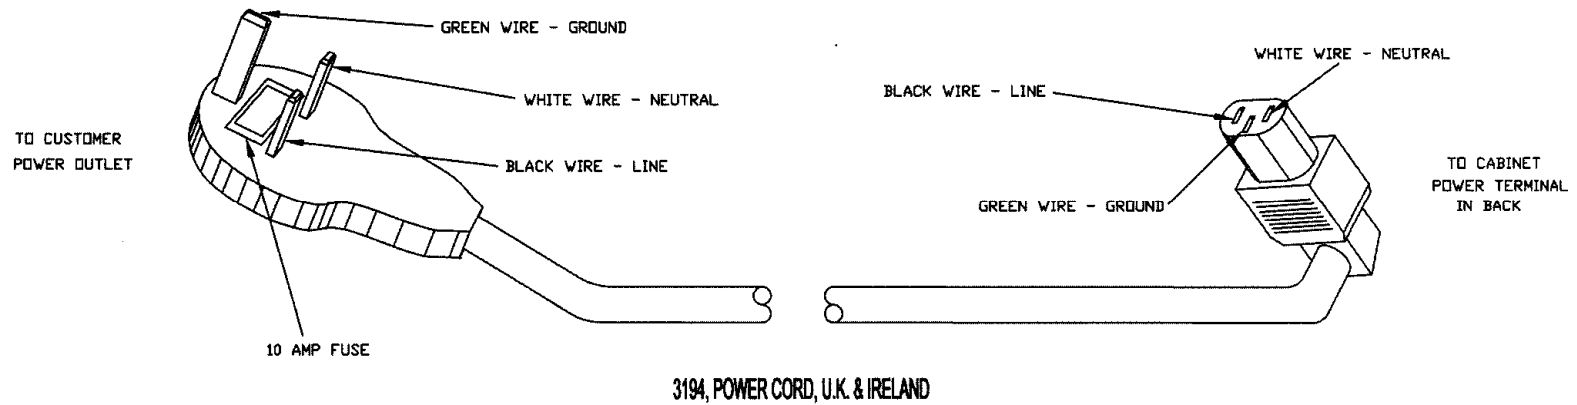 GREEN WIRE - GROUND
WHITE WIRE - NEUTRAL
WHITE WIRE - NEUTRAL
BLACK WIRE - LINE
TO CUSTOMER
POWER OUTLET
BLACK WIRE - LINE
TO CABINET
POWER TERMINAL
IN BACK
GREEN WIRE - GROUND
10 AMP FUSE
3194, POWER CORD, U.K. & IRELAND